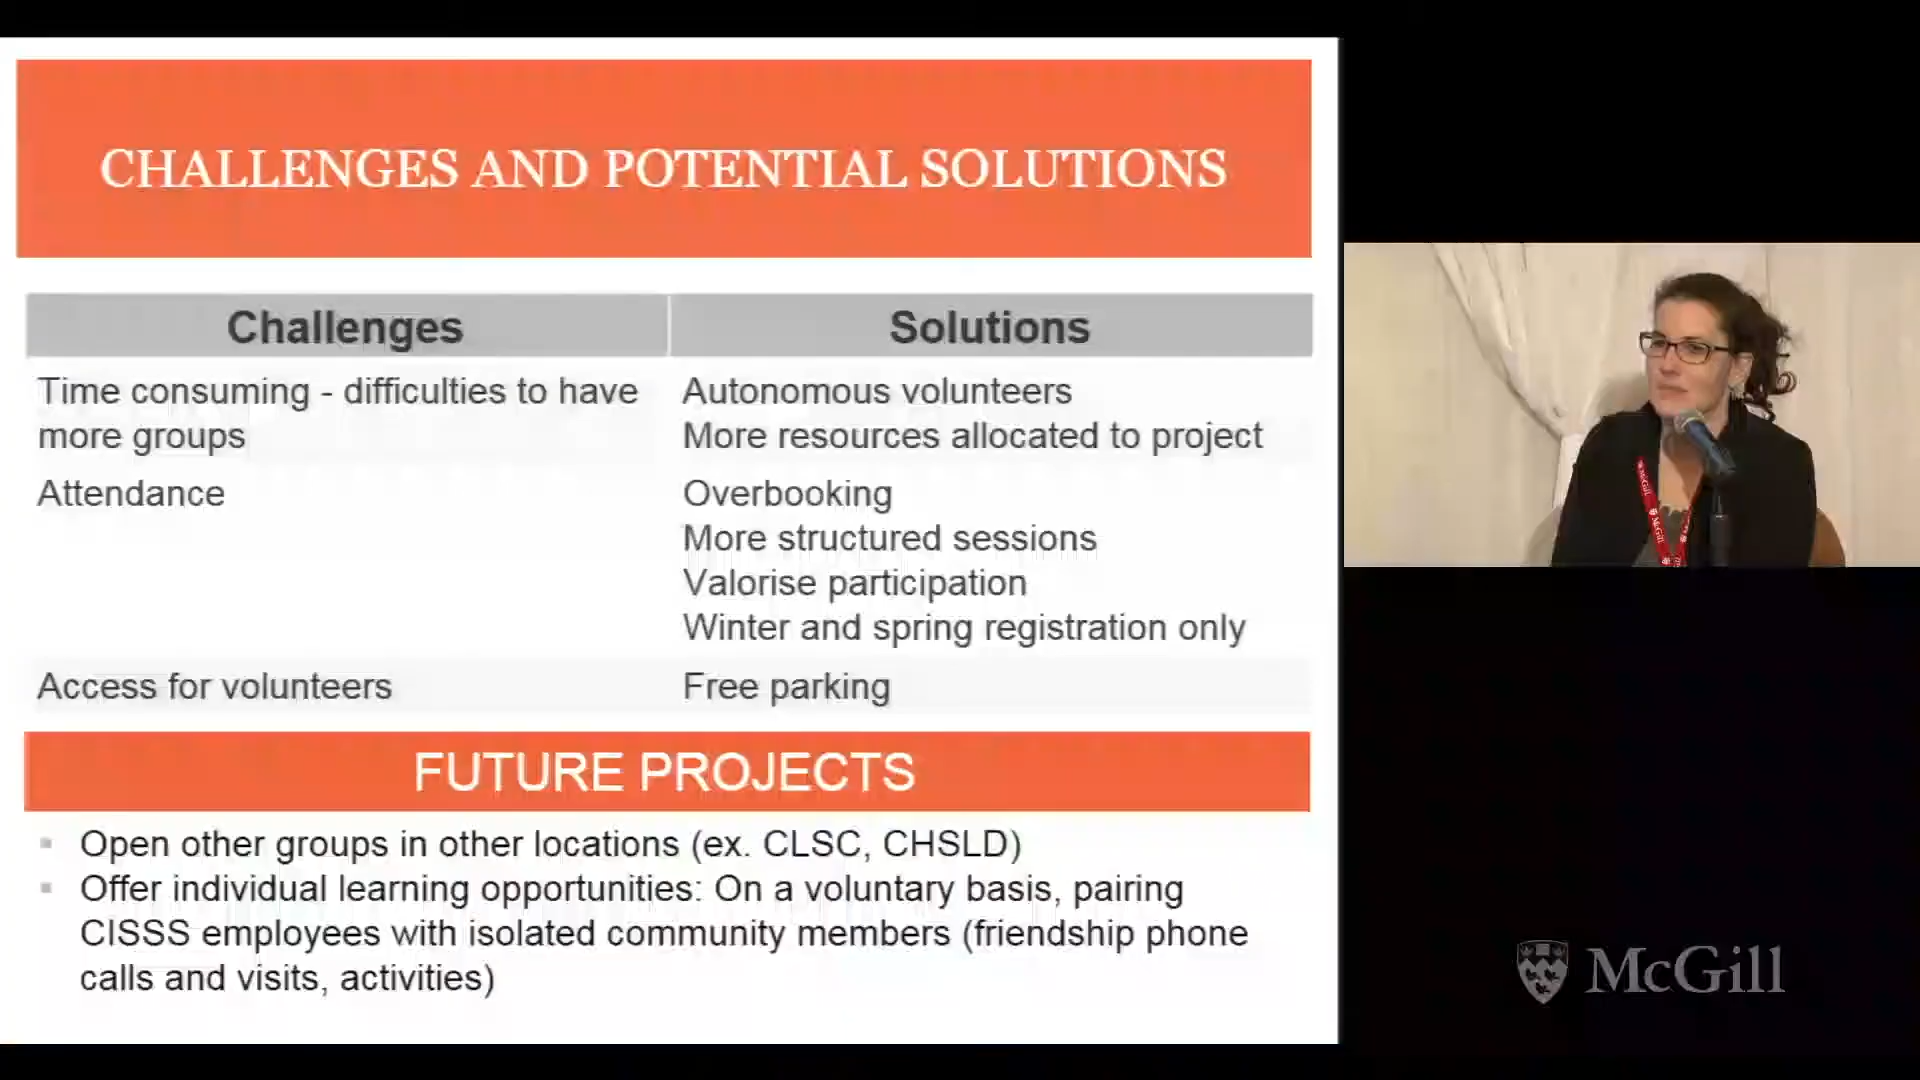 CHALLENGES AND POTENTIAL SOLUTIONS
Challenges
Solutions
Time consuming - difficulties to have
more groups
Autonomous volunteers
More resources allocated to project
Attendance
Overbooking
More structured sessions
Valorise participation
Winter and spring registration only
Access for volunteers
Free parking
FUTURE PROJECTS
Open other groups in other locations (ex. CLSC, CHSLD)
Offer individual learning opportunities: On a voluntary basis, pairing
CISSS employees with isolated community members (friendship phone
calls and visits, activities)
McGill
McGill
McGill